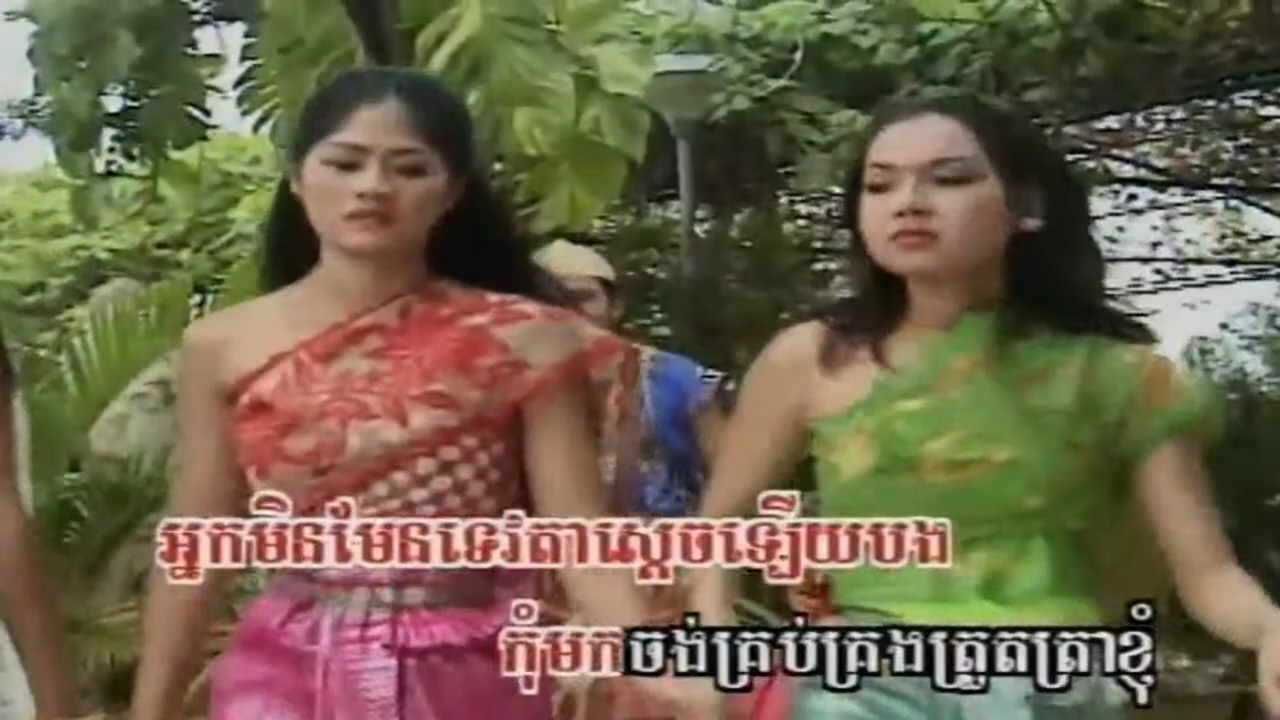 អ្នកមិនមែនទេវតាស្ដេចឡើយបង
កុំមកចង់គ្រប់គ្រងត្រួតត្រាខ្ញុំ